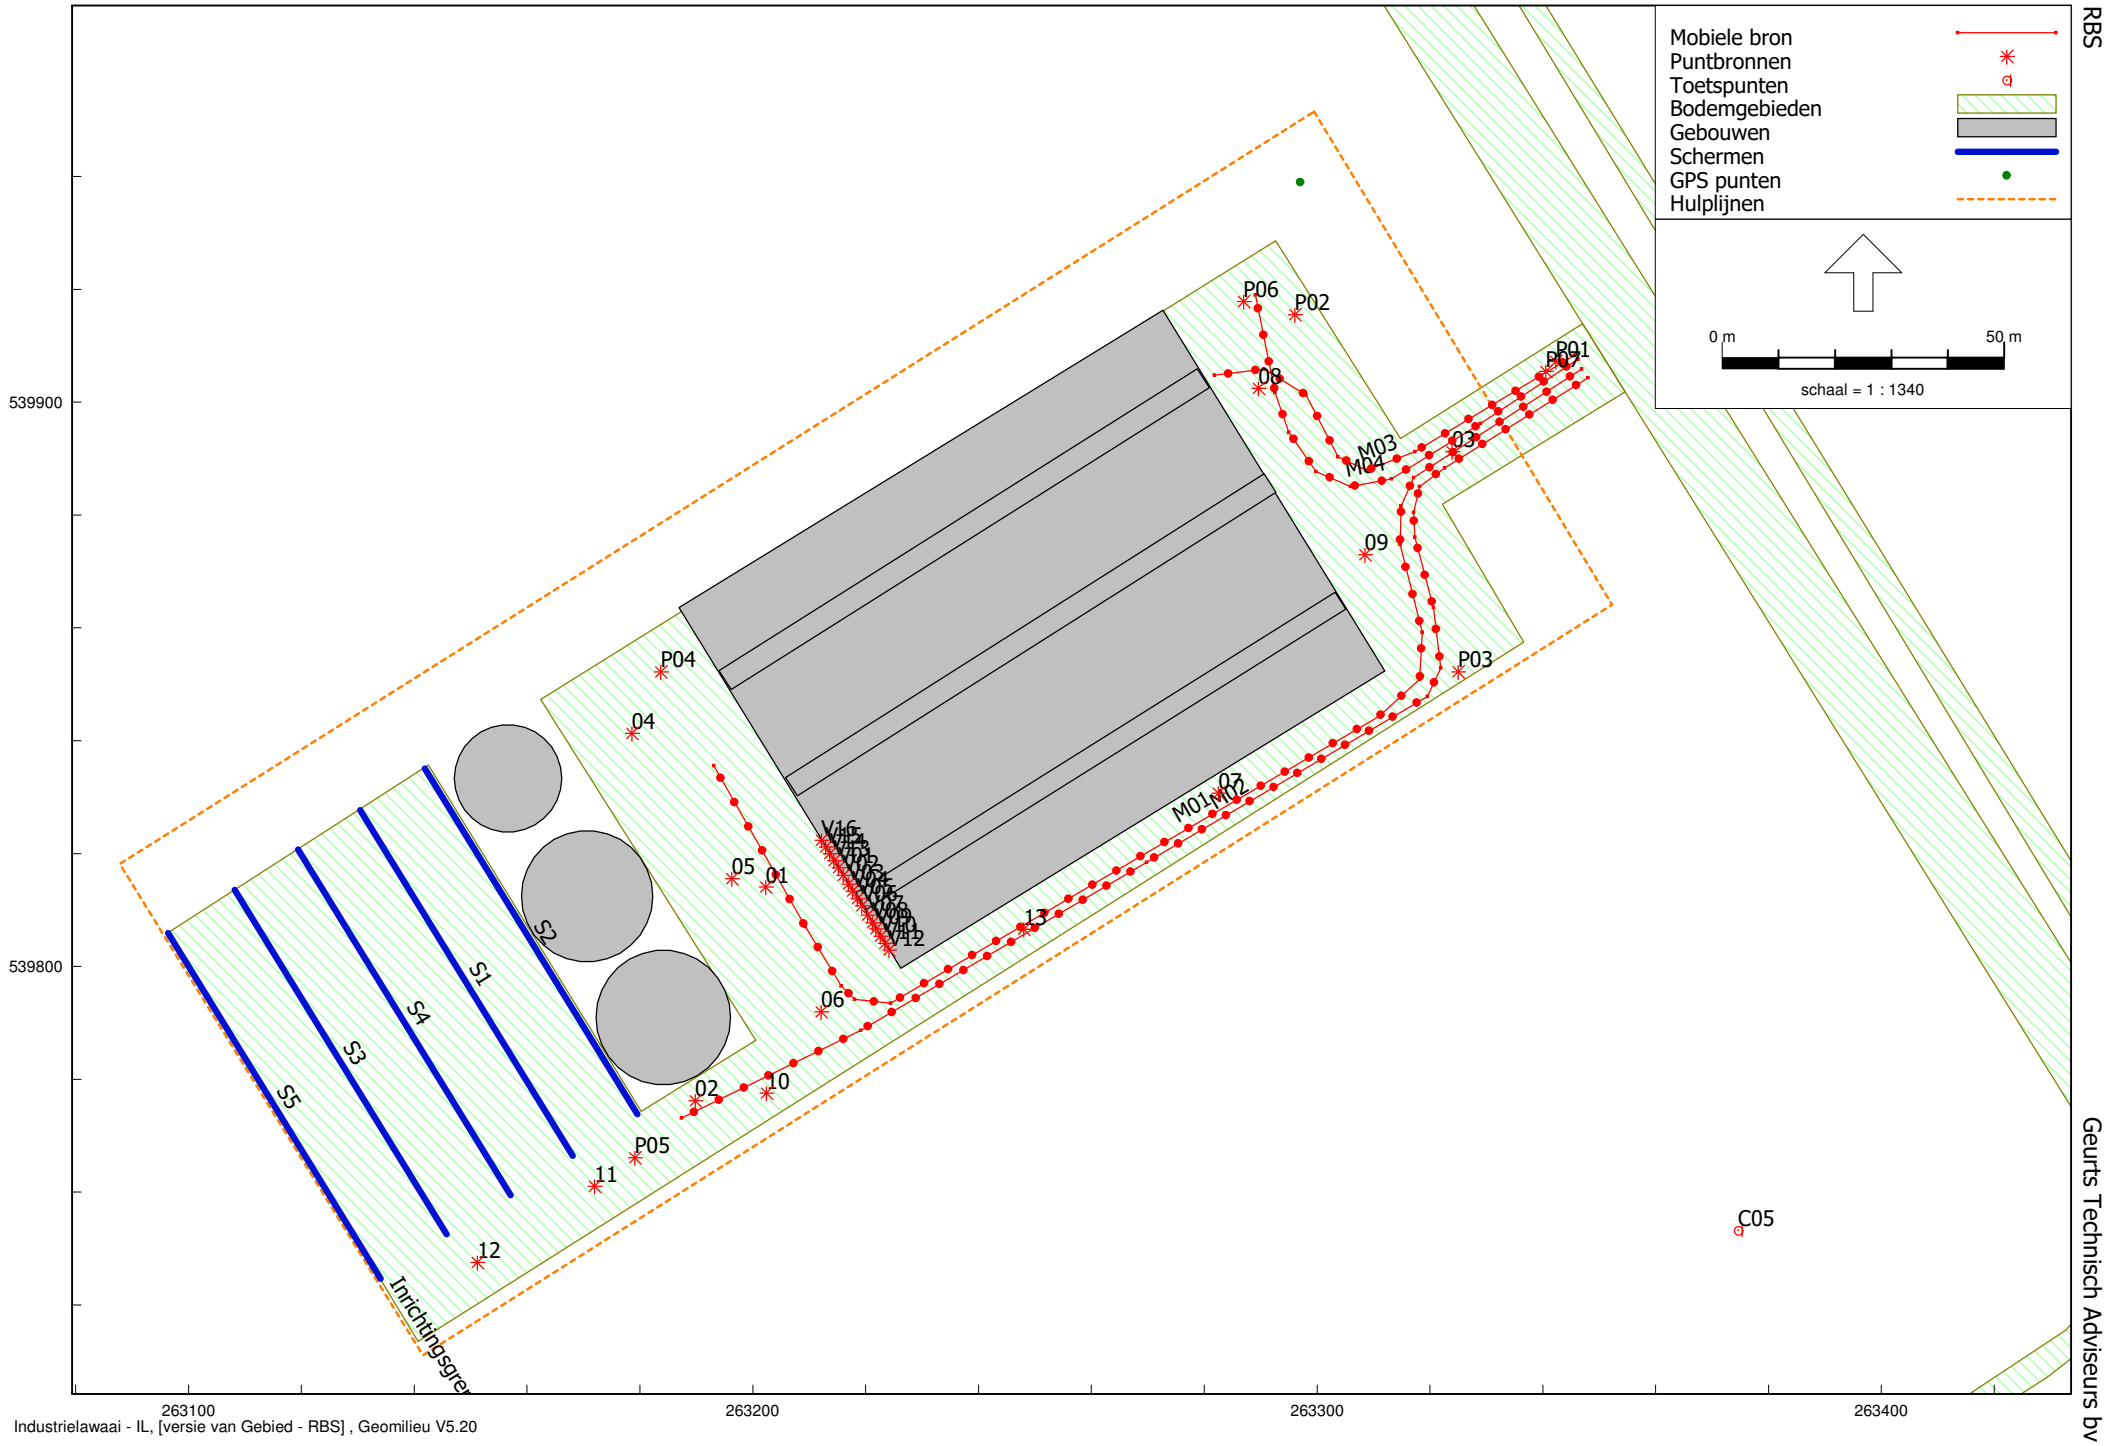 RBS
Mobiele bron
Puntbronnen
Toetspunten
Bodemgebieden
Gebouwen
Schermen
GPS punten
Hulplijnen
0 m
50 m
schaal = 1 : 1340
P06
P02
08
P01
P07
M03
M04
03
09
P03
P04
04
07
M01
M02
V16
05
01
V12
13
06
02
10
P05
11
12
S2
S1
S4
S3
S5
C05
Inrichtingsgre
539900
539800
263100
263200
263300
263400
Industrielawaai - IL, [versie van Gebied - RBS] , Geomilieu V5.20
Geurts Technisch Adviseurs bv